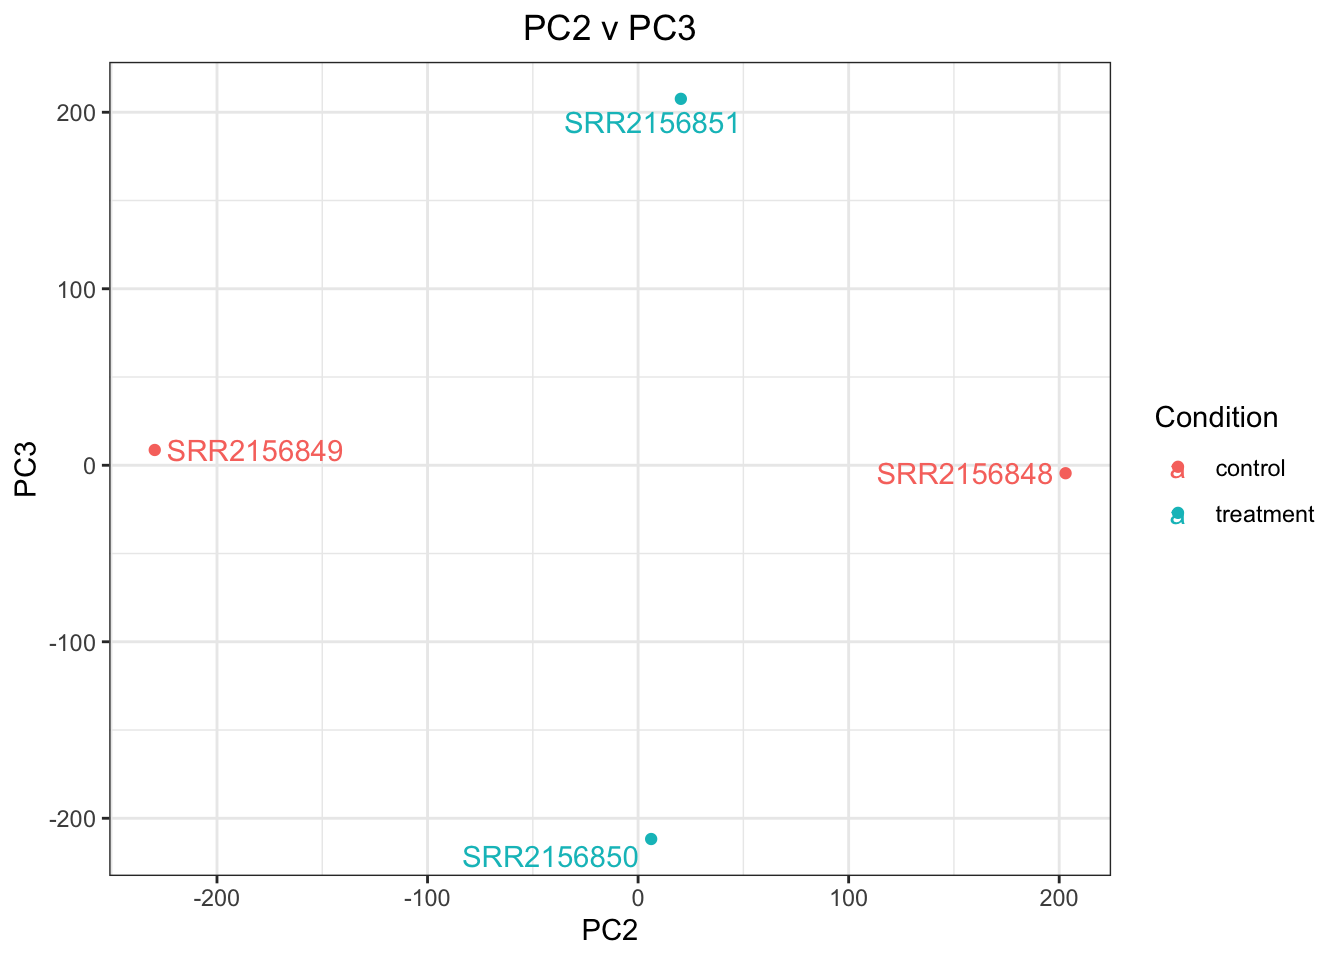 PC2 v PC3
200
100
0
-100
-200
PC3
SRR2156851
SRR2156849
SRR2156848
SRR2156850
-200
-100
0
100
200
PC2
Condition
a control
a treatment